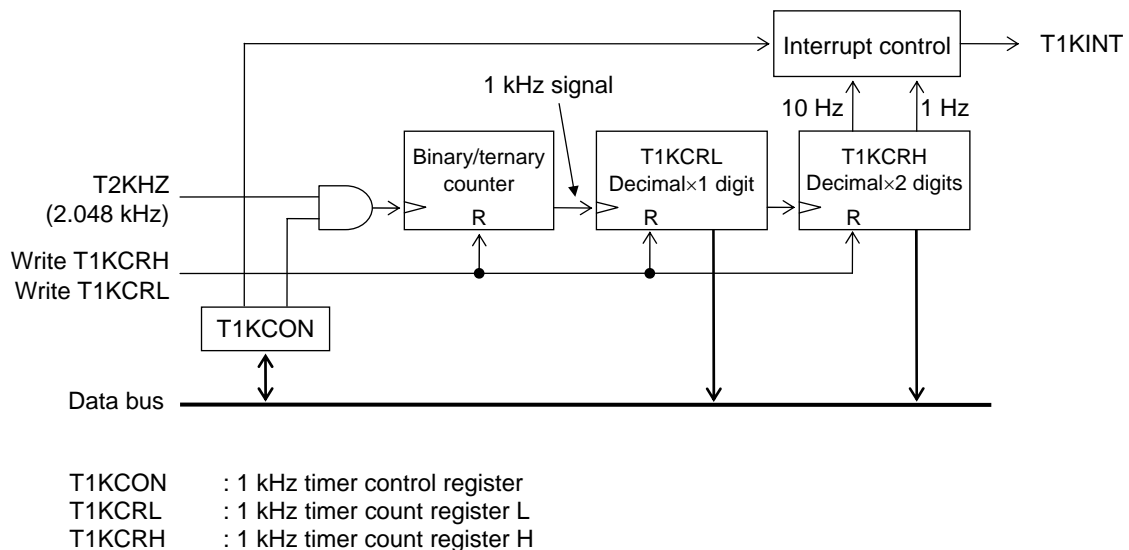 Interrupt control
T1KINT
1 kHz signal
10 Hz
1 Hz
Binary/ternary
counter
T1KCRL
Decimal×1 digit
T1KCRH
Decimal×2 digits
T2KHZ
(2.048 kHz)
R
R
R
Write T1KCRH
Write T1KCRL
T1KCON
Data bus
T1KCON : 1 kHz timer control register
T1KCRL : 1 kHz timer count register L
T1KCRH : 1 kHz timer count register H